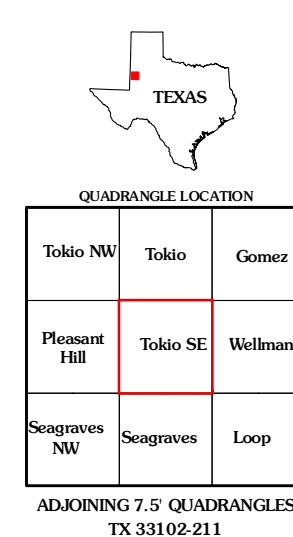 TEXAS
QUADRANGLE LOCATION
Tokio NW
Tokio
Gomez
Pleasant
Hill
Tokio SE
Wellman
Seagraves
NW
Seagraves
Loop
ADJOINING 7.5' QUADRANGLES
TX 33102-211